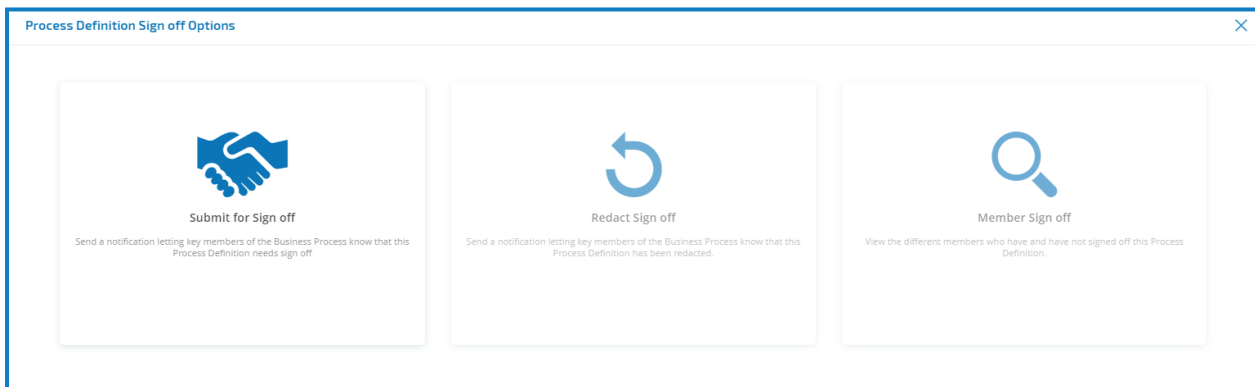 Process Definition Sign off Options
Submit for Sign off
Send a notification letting key members of the Business Process know that this
Process Definition needs sign off
Redact Sign off
Send a notification letting key members of the Business Process know that this
Process Definition has been redacted.
Member Sign off
View the different members who have and have not signed off this Process
Definition.